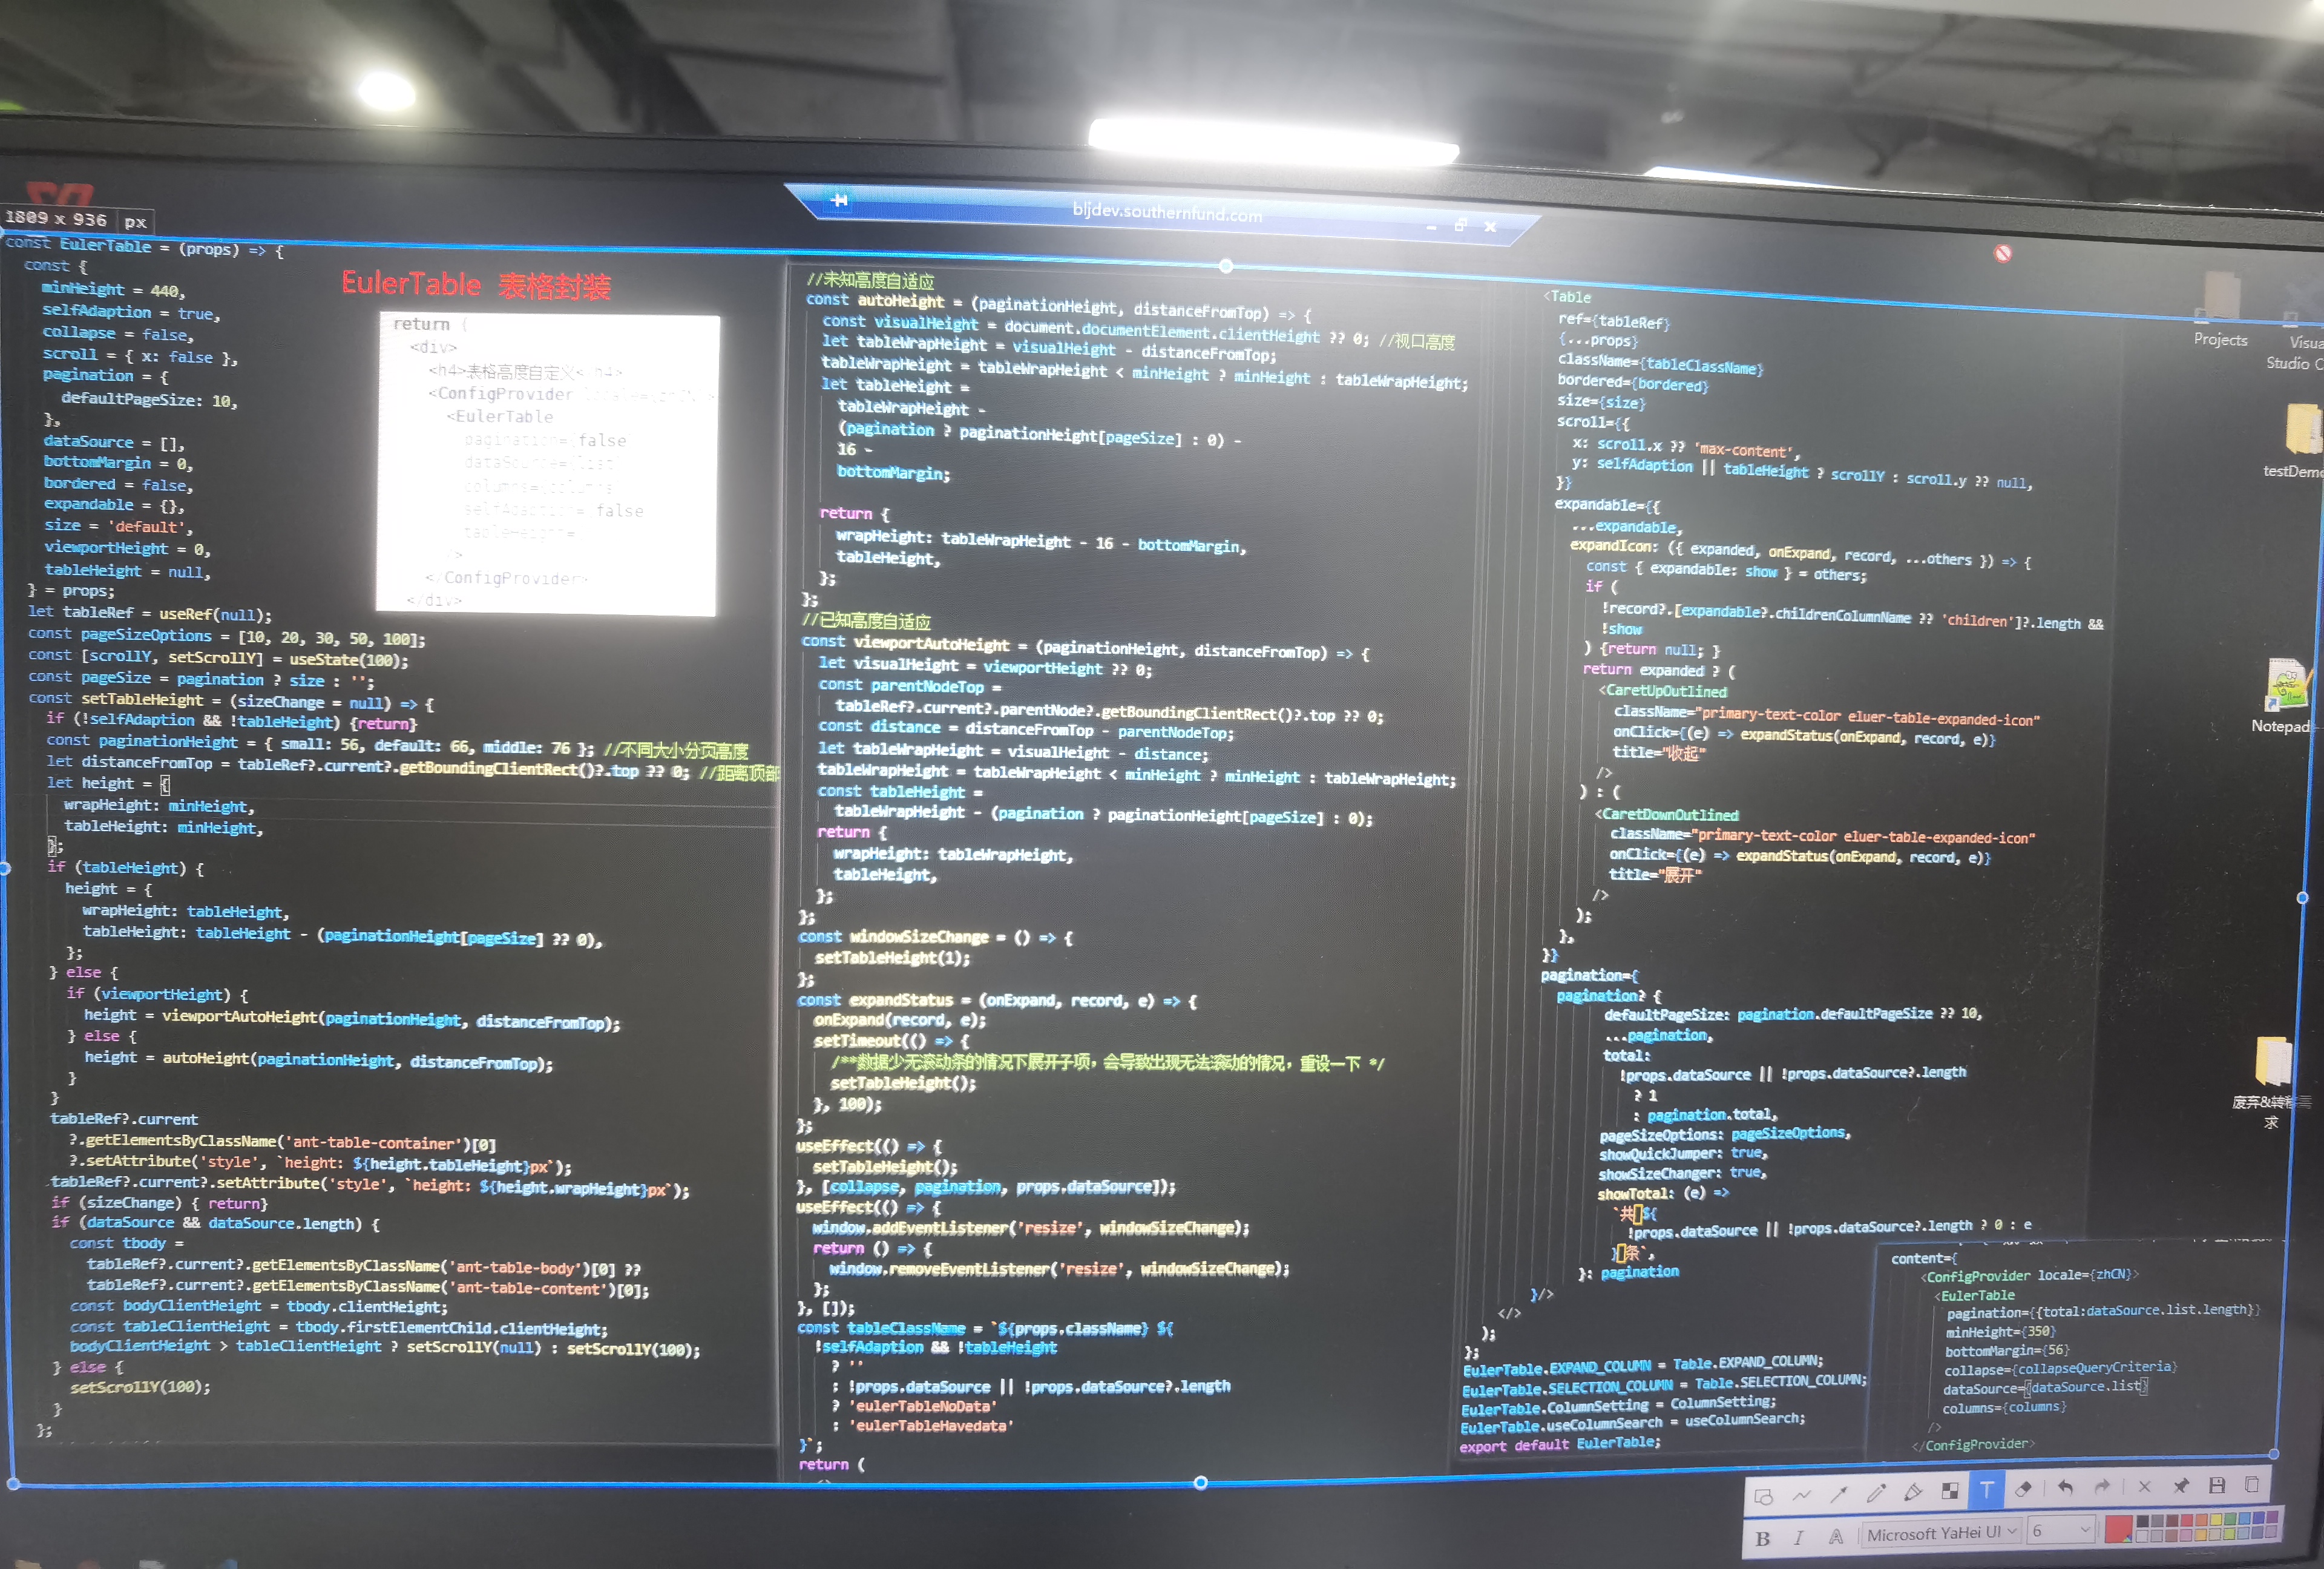 1809 x 936 px
bljdev.southernfund.com
const EulerTable = (props) => {
const {
minHeight = 440,
selfAdaption = true,
collapse = false,
scroll = { x: false },
pagination = {
defaultPageSize: 10,
},
dataSource = [],
bottomMargin = 0,
bordered = false,
expandable = {},
size = 'default',
viewportHeight = 0,
tableHeight = null,
} = props;
let tableRef = useRef(null);
const pageSizeOptions = [10, 20, 30, 50, 100];
const [scrollY, setScrollY] = useState(100);
const pageSize = pagination ? size : '';
const setTableHeight = (sizeChange = null) => {
if (!selfAdaption && !tableHeight) {return}
const paginationHeight = { small: 56, default: 66, middle: 76 }; //不同大小分页高度
let distanceFromTop = tableRef?.current?.getBoundingClientRect()?.top ?? 0; //距离顶部
let height = {
wrapHeight: minHeight,
tableHeight: minHeight,
};
if (tableHeight) {
height = {
wrapHeight: tableHeight,
tableHeight: tableHeight - (paginationHeight[pageSize] ?? 0),
};
} else {
if (viewportHeight) {
height = viewportAutoHeight(paginationHeight, distanceFromTop);
} else {
height = autoHeight(paginationHeight, distanceFromTop);
}
}
tableRef?.current
?.getElementsByClassName('ant-table-container')[0]
?.setAttribute('style', `height: ${height.tableHeight}px`);
tableRef?.current?.setAttribute('style', `height: ${height.wrapHeight}px`);
if (sizeChange) { return}
if (dataSource && dataSource.length) {
const tbody =
tableRef?.current?.getElementsByClassName('ant-table-body')[0] ??
tableRef?.current?.getElementsByClassName('ant-table-content')[0];
const bodyClientHeight = tbody.clientHeight;
const tableClientHeight = tbody.firstElementChild.clientHeight;
bodyClientHeight > tableClientHeight ? setScrollY(null) : setScrollY(100);
} else {
setScrollY(100);
}
};
EulerTable 表格封装
return (
<div>
<h4>表格高度自定义< h4>
<ConfigProvider
<EulerTable
pagination= false
dataSource={list}
columns={columns
selfAdaption= false
tableHeight=
/>
</ConfigProvider>
</div>
//未知高度自适应
const autoHeight = (paginationHeight, distanceFromTop) => {
const visualHeight = document.documentElement.clientHeight ?? 0; //视口高度
let tableWrapHeight = visualHeight - distanceFromTop;
tableWrapHeight = tableWrapHeight < minHeight ? minHeight : tableWrapHeight;
let tableHeight =
tableWrapHeight -
(pagination ? paginationHeight[pageSize] : 0) -
16 -
bottomMargin;
return {
wrapHeight: tableWrapHeight - 16 - bottomMargin,
tableHeight,
};
};
//已知高度自适应
const viewportAutoHeight = (paginationHeight, distanceFromTop) => {
let visualHeight = viewportHeight ?? 0;
const parentNodeTop =
tableRef?.current?.parentNode?.getBoundingClientRect()?.top ?? 0;
const distance = distanceFromTop - parentNodeTop;
let tableWrapHeight = visualHeight - distance;
tableWrapHeight = tableWrapHeight < minHeight ? minHeight : tableWrapHeight;
const tableHeight =
tableWrapHeight - (pagination ? paginationHeight[pageSize] : 0);
return {
wrapHeight: tableWrapHeight,
tableHeight,
};
};
const windowSizeChange = () => {
setTableHeight(1);
};
const expandStatus = (onExpand, record, e) => {
onExpand(record, e);
setTimeout(() => {
/**数据少无滚动条的情况下展开子项，会导致出现无法滚动的情况，重设一下 */
setTableHeight();
}, 100);
};
useEffect(() => {
setTableHeight();
}, [collapse, pagination, props.dataSource]);
useEffect(() => {
window.addEventListener('resize', windowSizeChange);
return () => {
window.removeEventListener('resize', windowSizeChange);
};
}, []);
const tableClassName = `${props.className} ${
!selfAdaption && !tableHeight
? ''
: !props.dataSource || !props.dataSource?.length
? 'eulerTableNoData'
: 'eulerTableHavedata'
}`;
return (
<Table
ref={tableRef}
{...props}
className={tableClassName}
bordered={bordered}
size={size}
scroll={{
x: scroll.x ?? 'max-content',
y: selfAdaption || tableHeight ? scrollY : scroll.y ?? null,
}}
expandable={{
...expandable,
expandIcon: ({ expanded, onExpand, record, ...others }) => {
const { expandable: show } = others;
if (
!record?.[expandable?.childrenColumnName ?? 'children']?.length &&
!show
) {return null; }
return expanded ? (
<CaretUpOutlined
className="primary-text-color eluer-table-expanded-icon"
onClick={(e) => expandStatus(onExpand, record, e)}
title="收起"
/>
) : (
<CaretDownOutlined
className="primary-text-color eluer-table-expanded-icon"
onClick={(e) => expandStatus(onExpand, record, e)}
title="展开"
/>
);
},
}}
pagination={
pagination? {
defaultPageSize: pagination.defaultPageSize ?? 10,
...pagination,
total:
!props.dataSource || !props.dataSource?.length
? 1
: pagination.total,
pageSizeOptions: pageSizeOptions,
showQuickJumper: true,
showSizeChanger: true,
showTotal: (e) =>
`共 ${
!props.dataSource || !props.dataSource?.length ? 0 : e
} 条`,
}: pagination
}/>
</>
);
};
EulerTable.EXPAND_COLUMN = Table.EXPAND_COLUMN;
EulerTable.SELECTION_COLUMN = Table.SELECTION_COLUMN;
EulerTable.ColumnSetting = ColumnSetting;
EulerTable.useColumnSearch = useColumnSearch;
export default EulerTable;
content={
<ConfigProvider locale={zhCN}>
<EulerTable
pagination={{total:dataSource.list.length}}
minHeight={350}
bottomMargin={56}
collapse={collapseQueryCriteria}
dataSource={dataSource.list}
columns={columns}
/>
</ConfigProvider>
Projects
Visua
Studio C
testDem
Notepad
废弃&转移需
求
T
B I A Microsoft YaHei UI 6